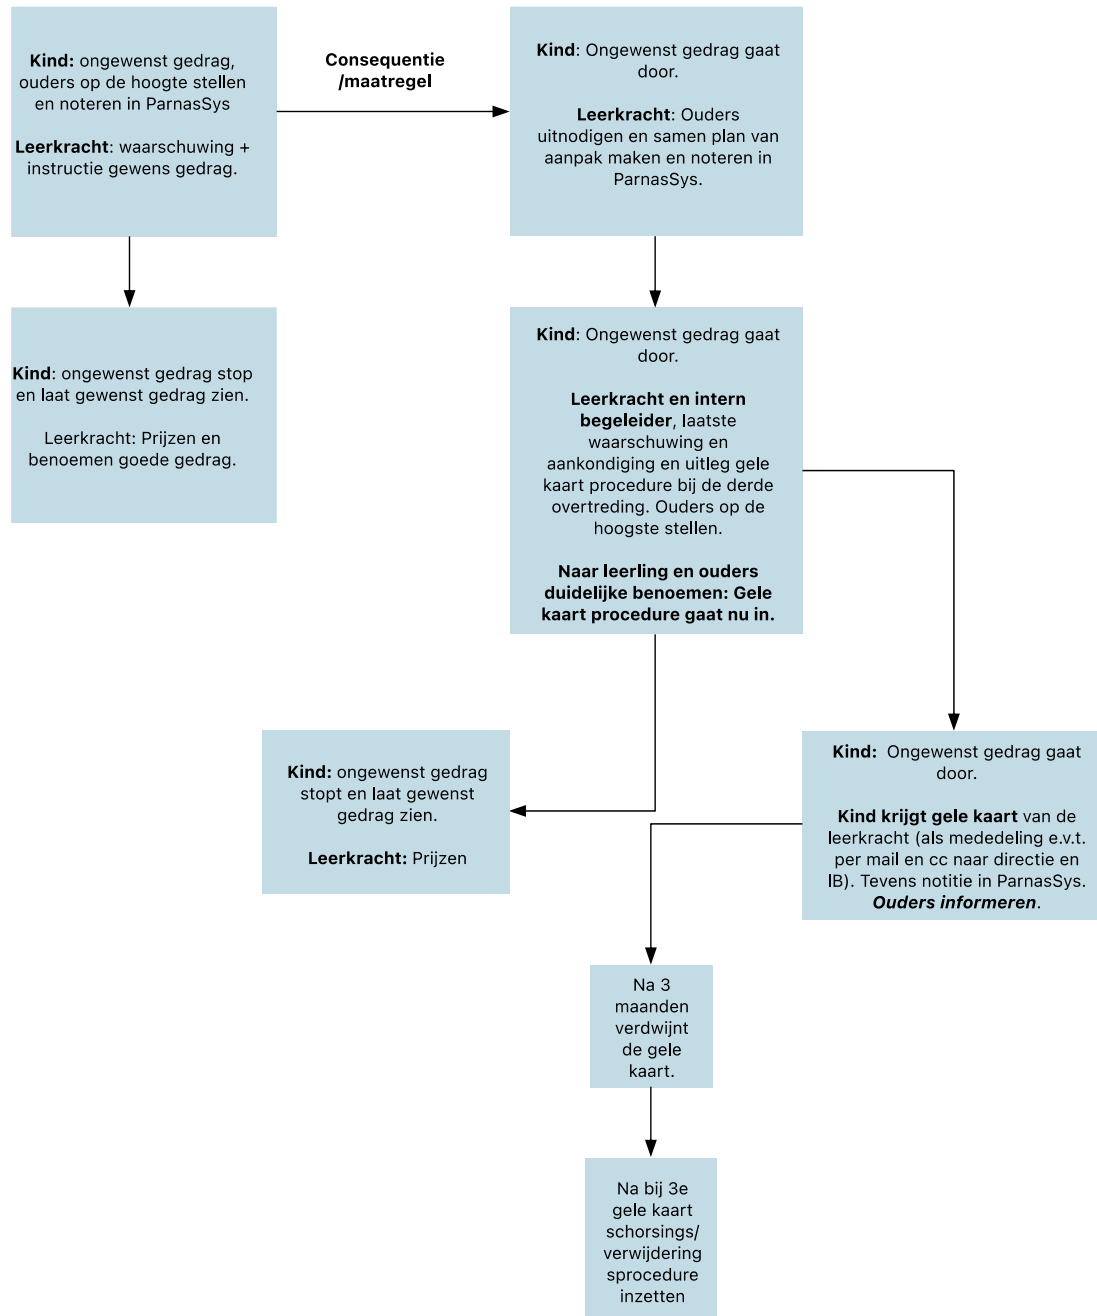 Kind: ongewenst gedrag,
ouders op de hoogte stellen
en noteren in ParnasSys
Leerkracht: waarschuwing +
instructie gewens gedrag.
Consequentie
/maatregel
Kind: Ongewenst gedrag gaat
door.
Leerkracht: Ouders
uitnodigen en samen plan van
aanpak maken en noteren in
ParnasSys.
Kind: ongewenst gedrag stop
en laat gewenst gedrag zien.
Leerkracht: Prijzen en
benoemen goede gedrag.
Kind: Ongewenst gedrag gaat
door.
Leerkracht en intern
begeleider, laatste
waarschuwing en
aankondiging en uitleg gele
kaart procedure bij de derde
overtreding. Ouders op de
hoogste stellen.
Naar leerling en ouders
duidelijke benoemen: Gele
kaart procedure gaat nu in.
Kind: ongewenst gedrag
stopt en laat gewenst
gedrag zien.
Leerkracht: Prijzen
Kind: Ongewenst gedrag gaat
door.
Kind krijgt gele kaart van de
leerkracht (als mededeling e.v.t.
per mail en cc naar directie en
IB). Tevens notitie in ParnasSys.
Ouders informeren.
Na 3
maanden
verdwijnt
de gele
kaart.
Na bij 3e
gele kaart
schorsings/
verwijdering
sprocedure
inzetten